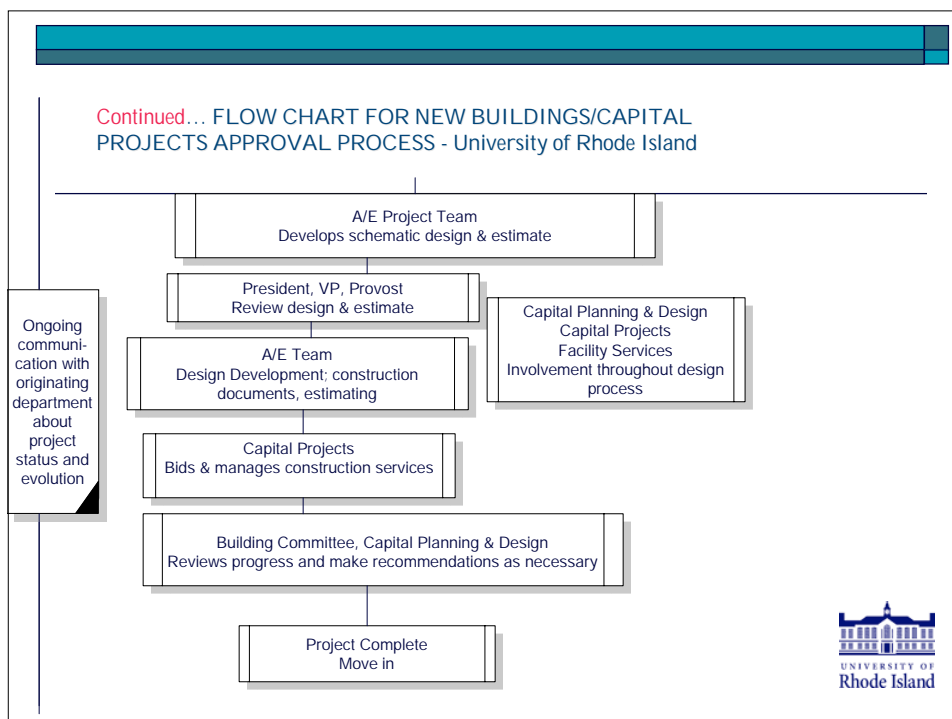 Continued… FLOW CHART FOR NEW BUILDINGS/CAPITAL
PROJECTS APPROVAL PROCESS - University of Rhode Island
A/E Project Team
Develops schematic design & estimate
President, VP, Provost
Review design & estimate
Ongoing
communi-
cation with
originating
department
about
project
status and
evolution
Capital Planning & Design
Capital Projects
Facility Services
Involvement throughout design
process
A/E Team
Design Development; construction
documents, estimating
Capital Projects
Bids & manages construction services
Building Committee, Capital Planning & Design
Reviews progress and make recommendations as necessary
Project Complete
Move in
UNIVERSITY OF
Rhode Island